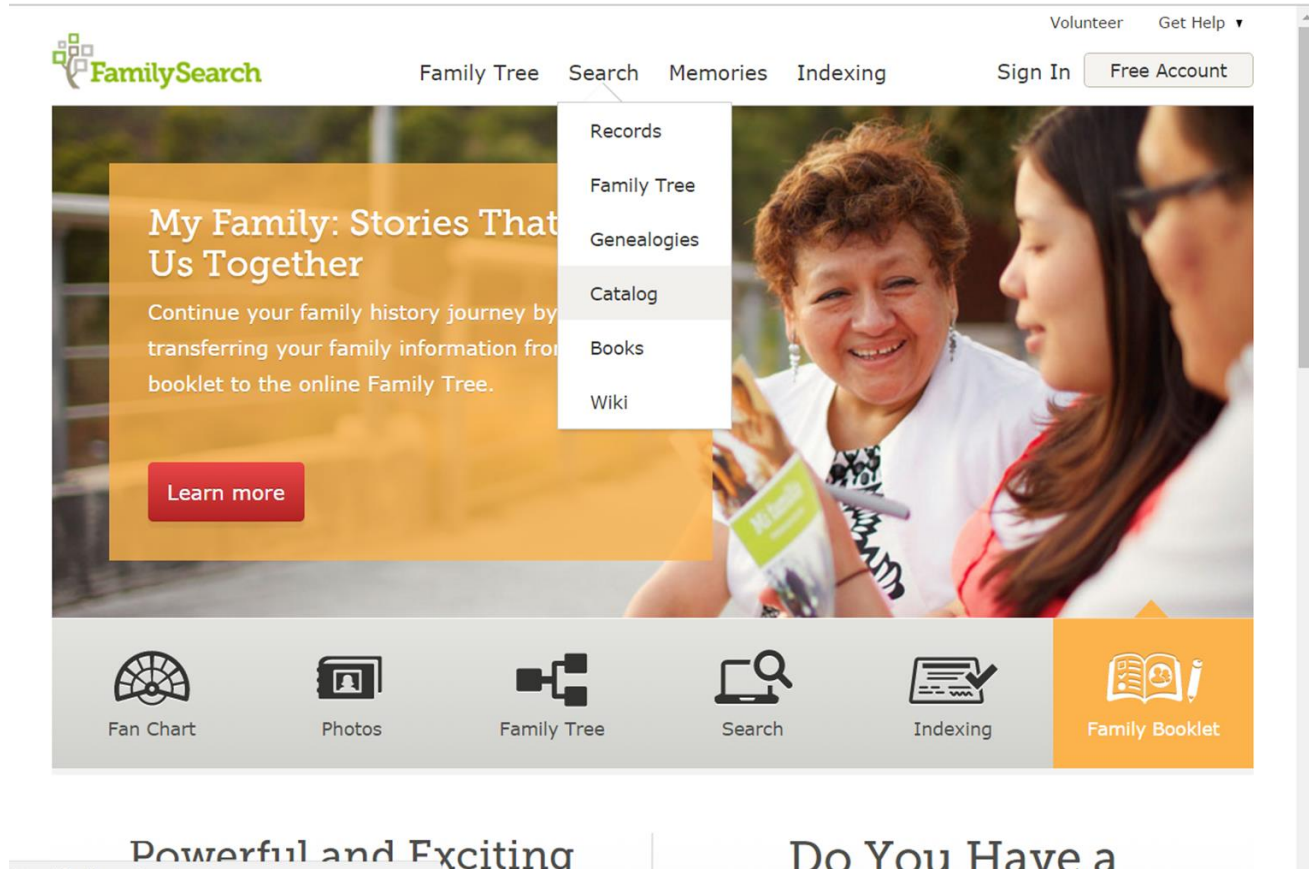 Volunteer Get Help ▼
FamilySearch
Family Tree Search Memories Indexing Sign In Free Account
Records
Family Tree
Genealogies
Catalog
Books
Wiki
My Family: Stories That
Us Together
Continue your family history journey by
transferring your family information from
booklet to the online Family Tree.
Learn more
Mi familia
Fan Chart Photos Family Tree Search Indexing Family Booklet
Powerful and Exciting
Do You Have a